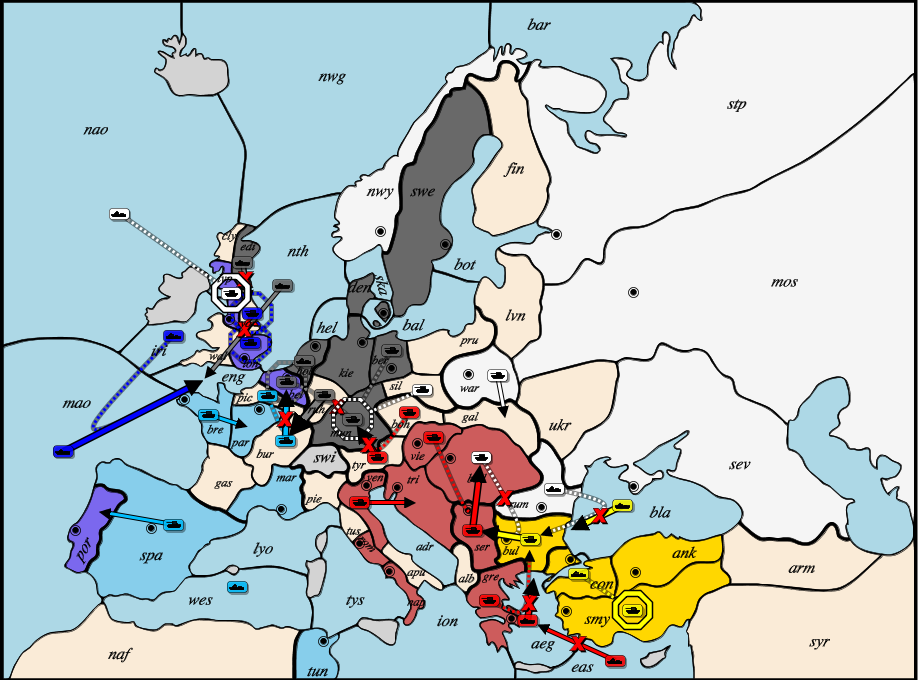 bar
nwg
stp
nao
fin
nwy
swe
cly
edi
nth
bot
mos
den
ska
lvn
hel
bal
iri
pru
kie
ber
wal
lon
eng
sil
war
mao
pic
bel
ruh
gal
ukr
bre
par
mun
boh
bur
vie
sev
swi
tyr
gas
mar
ven
tri
rum
pie
bla
por
spa
lyo
tus
adr
ser
bul
ank
arm
con
wes
tys
apu
alb
gre
smy
nap
ion
aeg
naf
syr
eas
tun